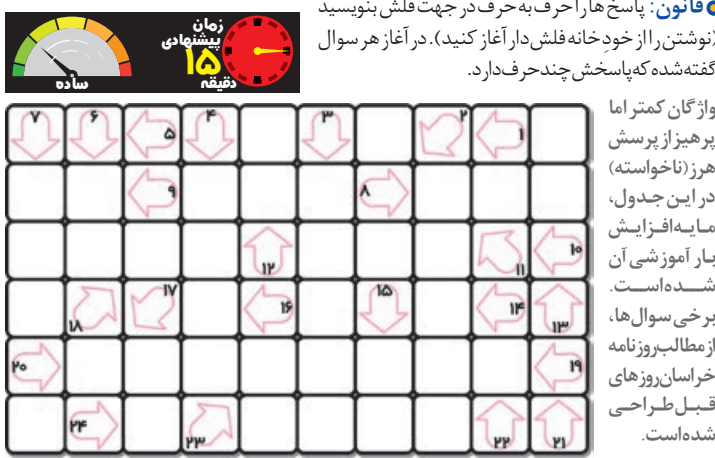 قانون: پاسخ‌ها را حرف به حرف در جهت فلش بنویسید
(نوشتن را از خودِ خانه فلش‌دار آغاز کنید). در آغاز هر سوال
گفته‌شده که پاسخش چند حرف دارد.
زمان
پیشنهادی
۱۵
دقیقه
ساده
واژگان کمتر اما
پرهیز از پرسش
هرز(ناخواسته)
در این جدول،
مایه‌افزایش
بار آموزشی آن
شده‌است.
برخی سوال‌ها،
از مطالب روزنامه
خراسان روزهای
قبل طراحی
شده‌است.
۱ ۲ ۳ ۴ ۵ ۶ ۷
۸ ۹
۱۰ ۱۱ ۱۲
۱۳ ۱۴ ۱۵ ۱۶ ۱۷ ۱۸
۱۹ ۲۰
۲۱ ۲۲ ۲۳ ۲۴